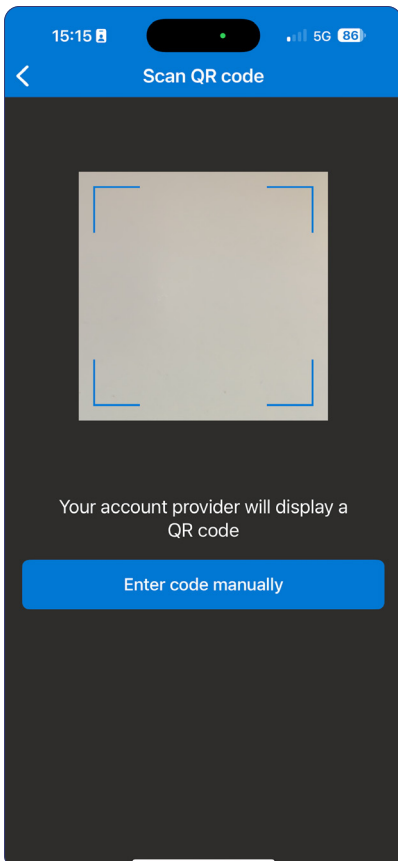 15:15
5G 86
Scan QR code
Your account provider will display a
QR code
Enter code manually